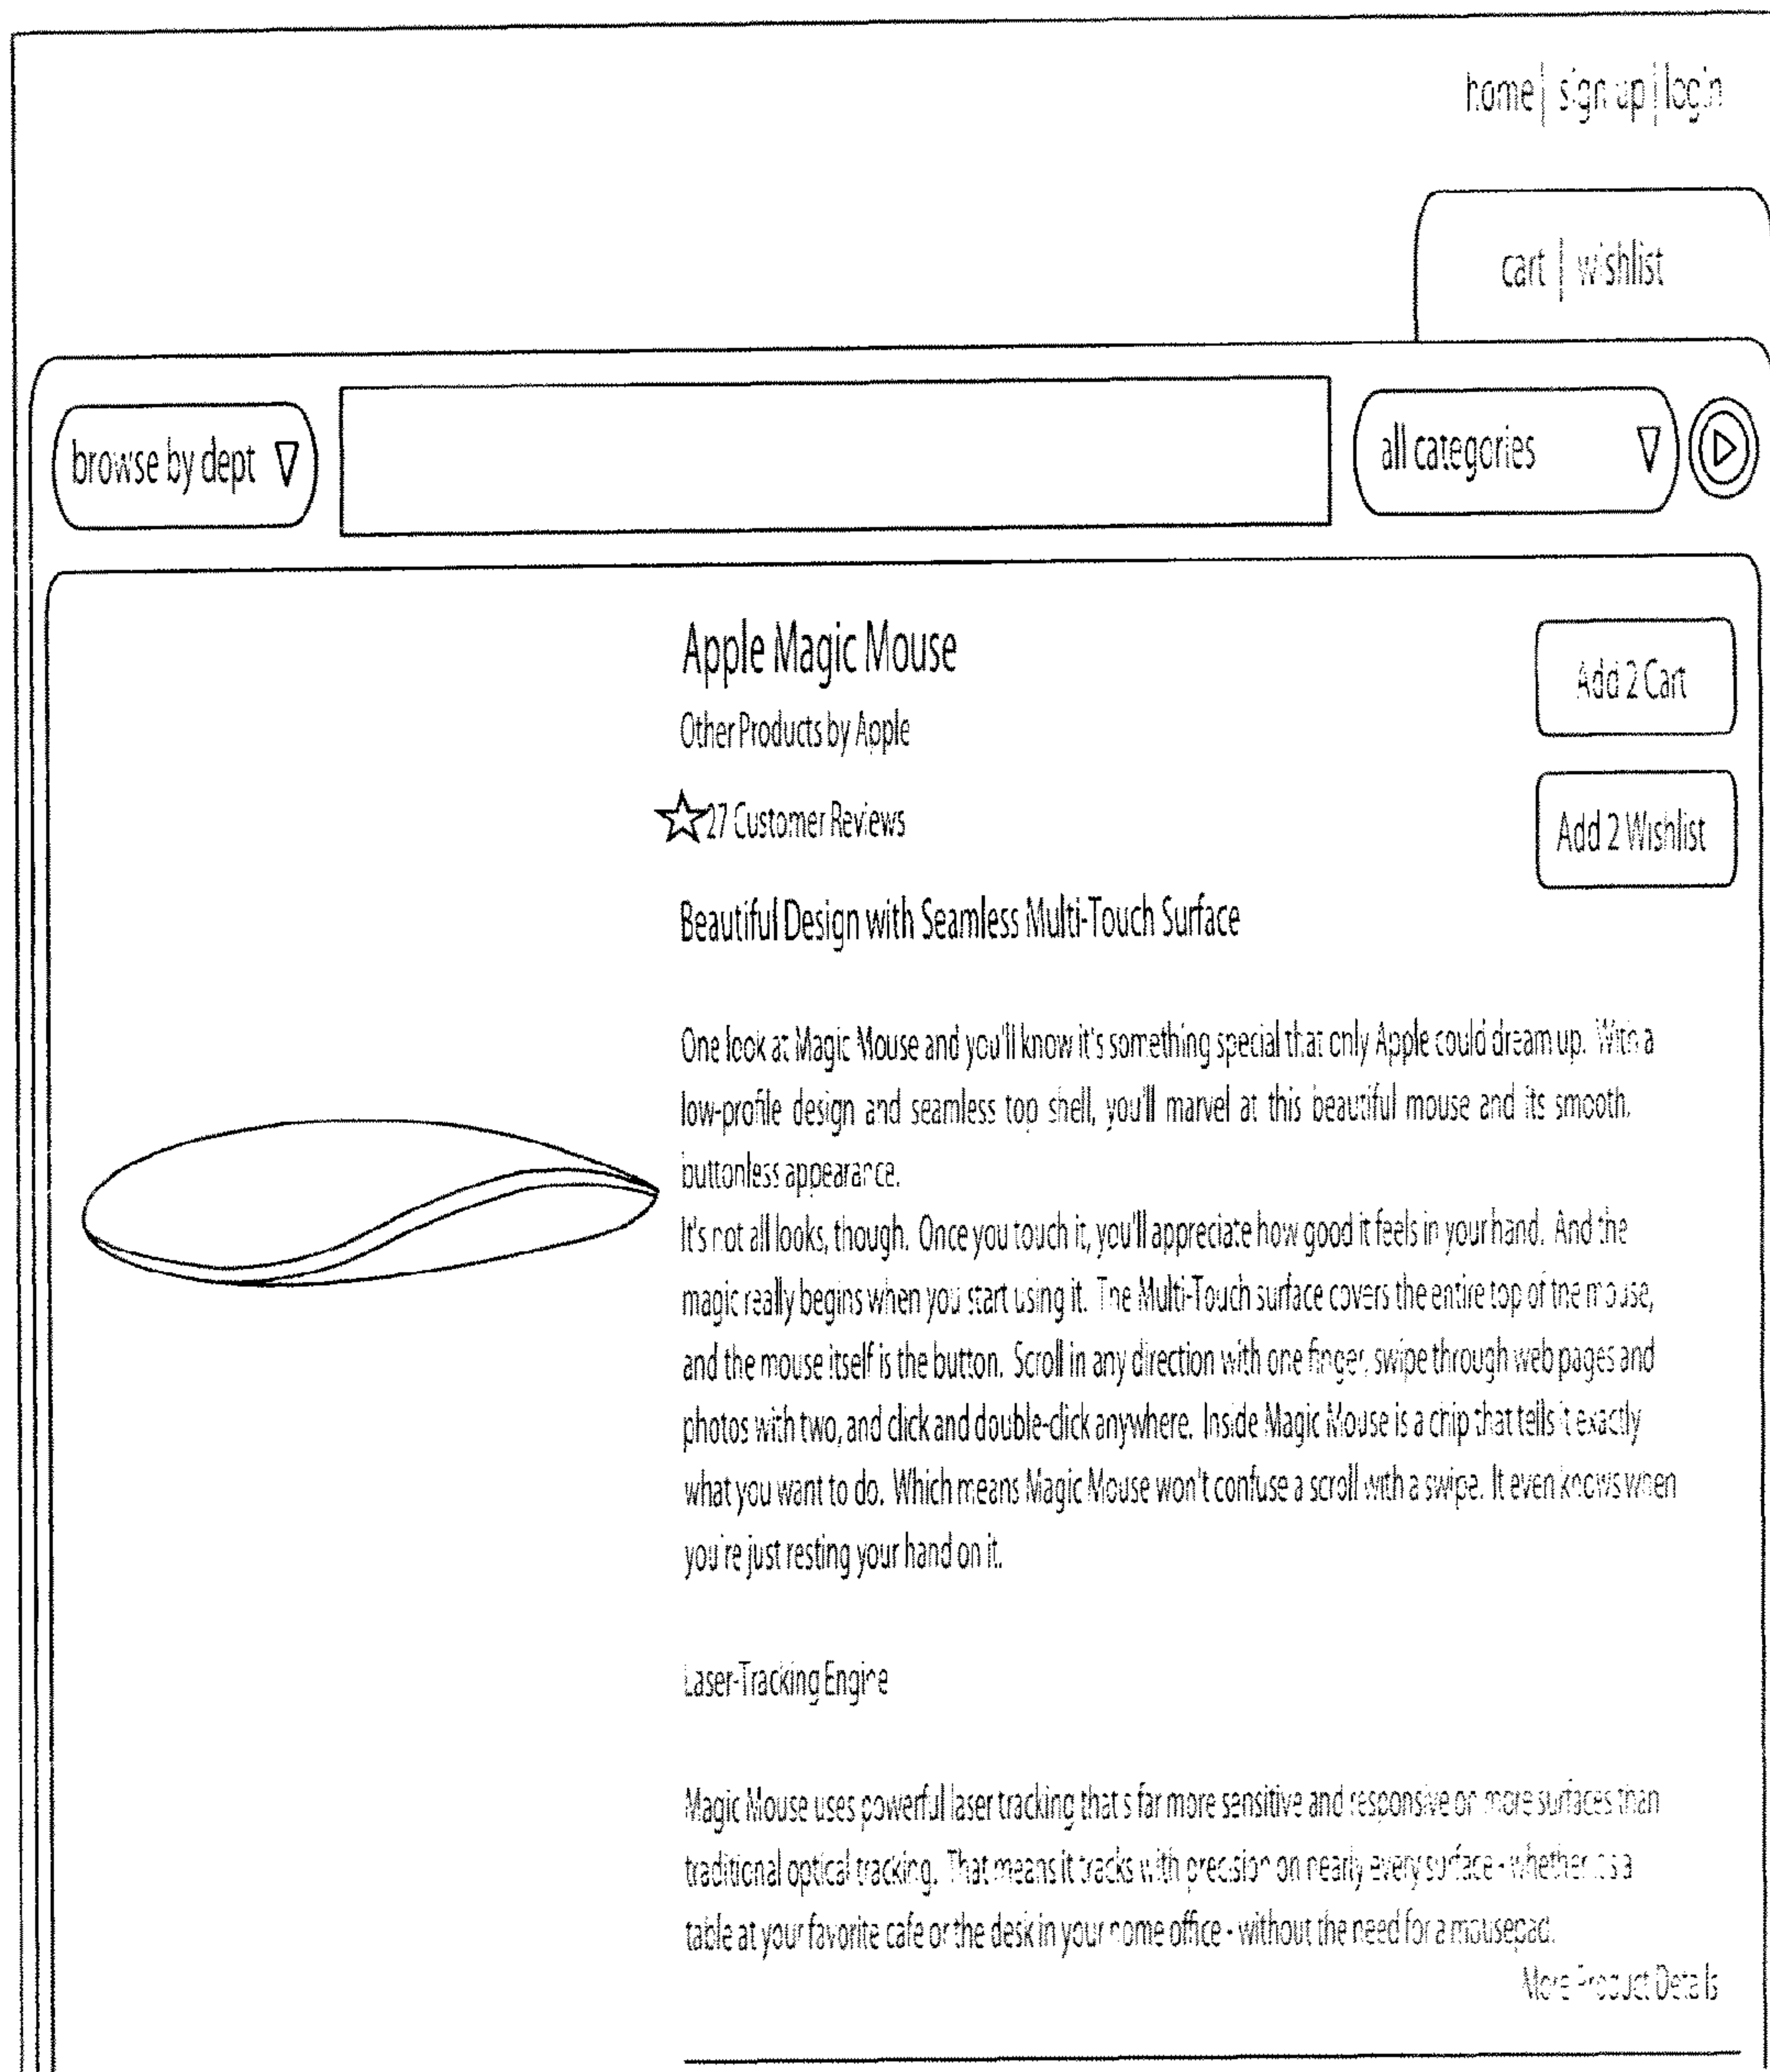 home | sign up | login
cart | wishlist
browse by dept
all categories
Apple Magic Mouse
Add 2 Cart
Other Products by Apple
27 Customer Reviews
Add 2 Wishlist
Beautiful Design with Seamless Multi-Touch Surface
One look at Magic Mouse and you'll know it's something special that only Apple could dream up. With a
low-profile design and seamless top shell, you'll marvel at this beautiful mouse and its smooth,
buttonless appearance.
It's not all looks, though. Once you touch it, you'll appreciate how good it feels in your hand. And the
magic really begins when you start using it. The Multi-Touch surface covers the entire top of the mouse,
and the mouse itself is the button. Scroll in any direction with one finger, swipe through web pages and
photos with two, and click and double-click anywhere. Inside Magic Mouse is a chip that tells it exactly
what you want to do. Which means Magic Mouse won't confuse a scroll with a swipe. It even knows when
you're just resting your hand on it.
Laser-Tracking Engine
Magic Mouse uses powerful laser tracking that's far more sensitive and responsive on more surfaces than
traditional optical tracking. That means it tracks with precision on nearly every surface - whether it's a
table at your favorite cafe or the desk in your home office - without the need for a mousepad.
More Product Details